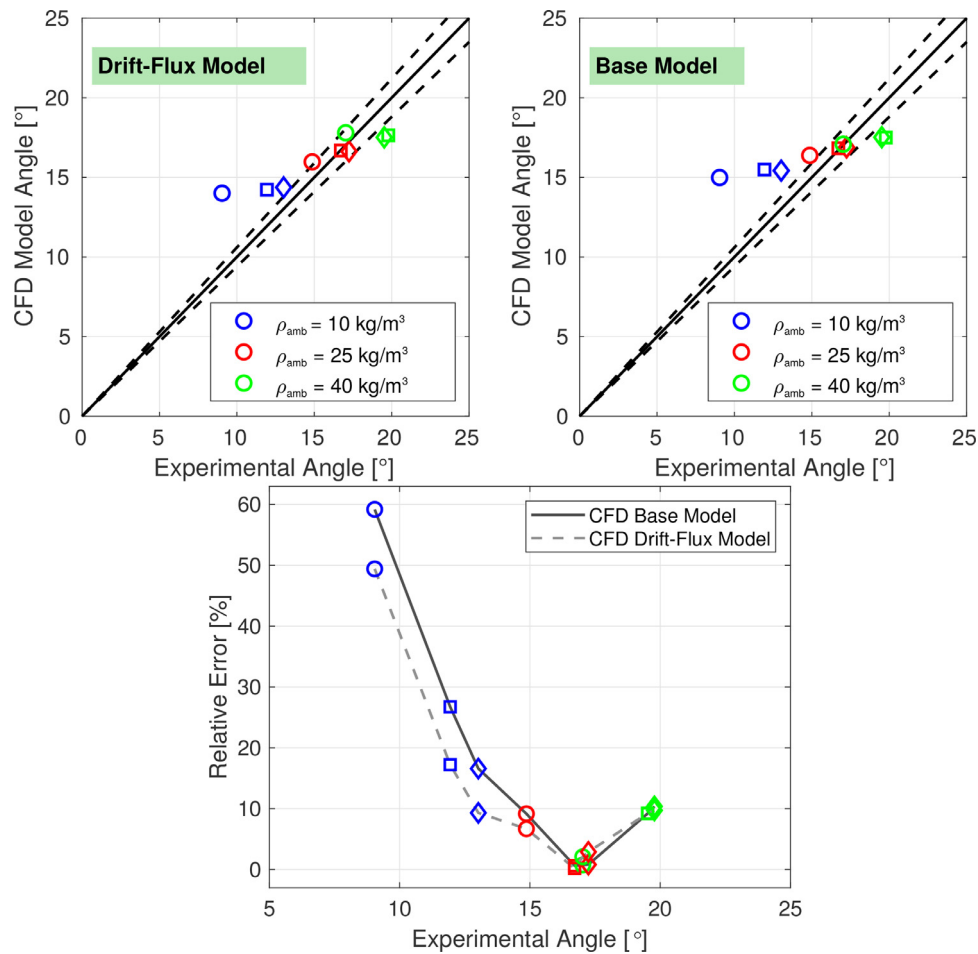 Drift-Flux Model
CFD Model Angle [°]
25
20
15
10
5
0
ρamb = 10 kg/m³
ρamb = 25 kg/m³
ρamb = 40 kg/m³
0 5 10 15 20 25
Experimental Angle [°]
Base Model
CFD Model Angle [°]
25
20
15
10
5
0
ρamb = 10 kg/m³
ρamb = 25 kg/m³
ρamb = 40 kg/m³
0 5 10 15 20 25
Experimental Angle [°]
Relative Error [%]
60
50
40
30
20
10
0
CFD Base Model
CFD Drift-Flux Model
5 10 15 20 25
Experimental Angle [°]